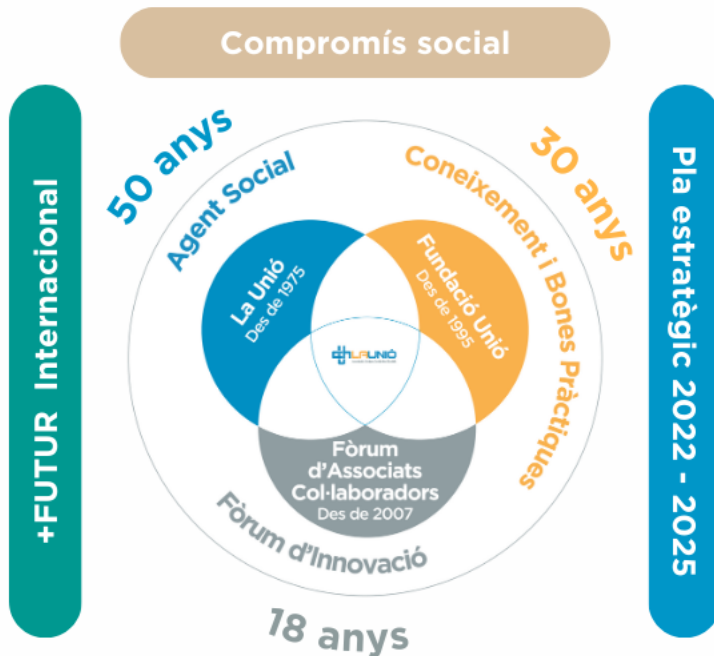 Compromís social
50 anys
30 anys
Agent Social
Coneixement i Bones Pràctiques
La Unió
Des de 1975
Fundació Unió
Des de 1995
LAUNIÓ
Fòrum
d'Associats
Col·laboradors
Des de 2007
Fòrum d'Innovació
18 anys
+FUTUR Internacional
Pla estratègic 2022 - 2025